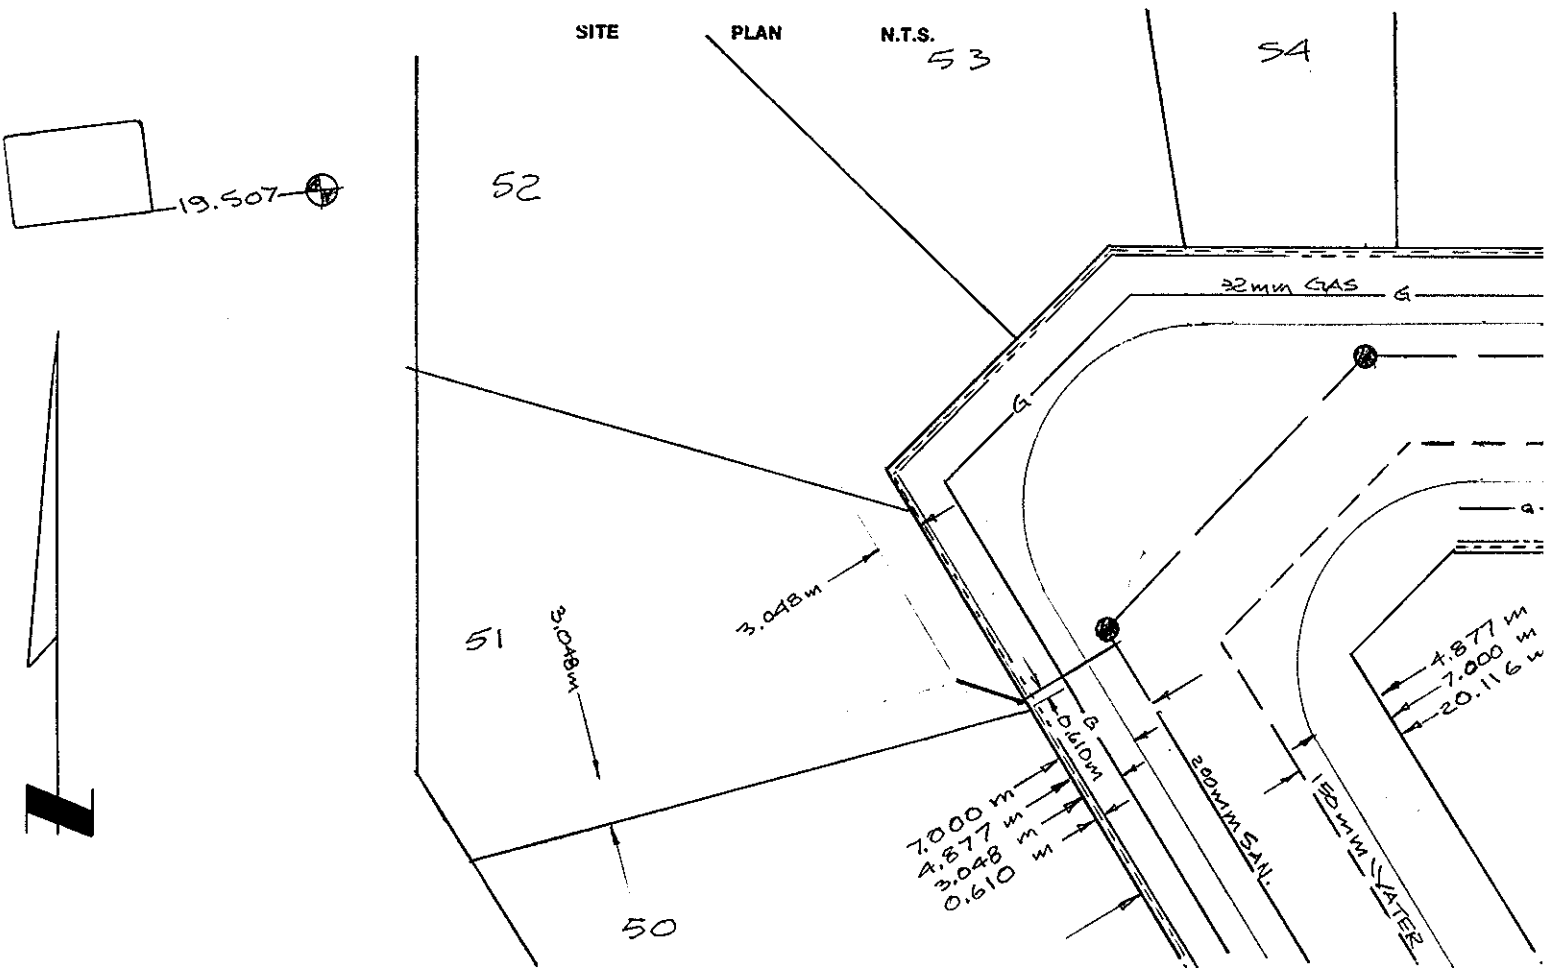 SITE PLAN N.T.S.
53
54
52
19.507
32mm GAS G
G
G
3.048m
51
3.048m
4.877 m
7.000 m
20.116 m
G
0.610m
200mm SAN.
150mm WATER
7.000 m
4.877 m
3.048 m
0.610 m
50